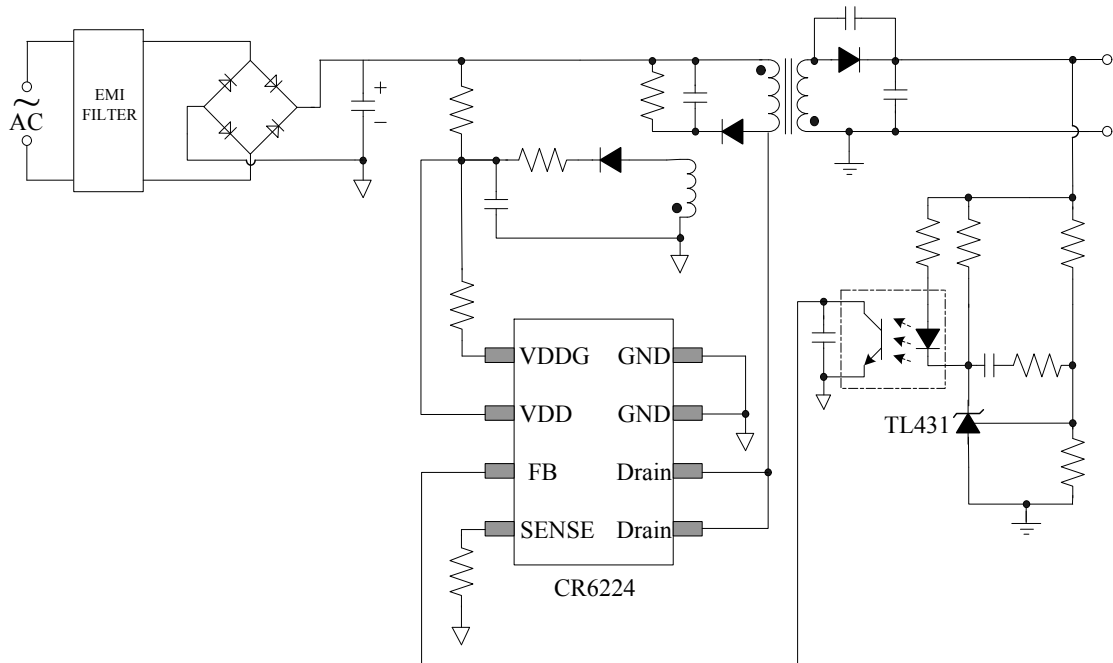 EMI
FILTER
~
AC
+
−
VDDG
GND
VDD
GND
FB
Drain
SENSE
Drain
CR6224
TL431